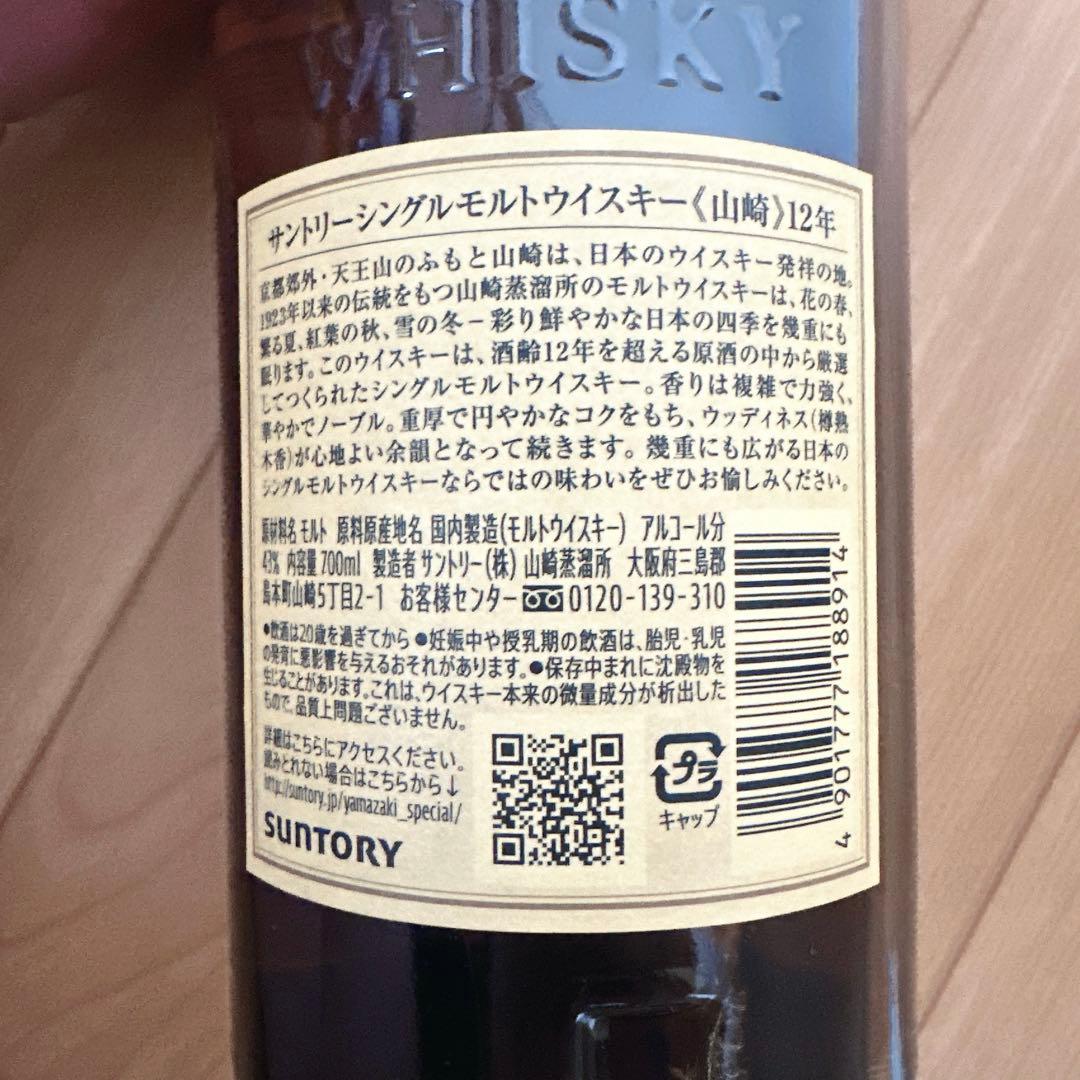 WHISKY
サントリーシングルモルトウイスキー《山崎》12年
京都郊外・天王山のふもと山崎は、日本のウイスキー発祥の地。
1923年以来の伝統をもつ山崎蒸溜所のモルトウイスキーは、花の春、
響る夏、紅葉の秋、雪の冬－彩り鮮やかな日本の四季を幾重にも
眠ります。このウイスキーは、酒齢12年を超える原酒の中から厳選
してつくられたシングルモルトウイスキー。香りは複雑で力強く、
華やかでノーブル。重厚で円やかなコクをもち、ウッディネス(樽熟
木香)が心地よい余韻となって続きます。幾重にも広がる日本の
シングルモルトウイスキーならではの味わいをぜひお愉しみください。
原材料名 モルト 原料原産地名 国内製造(モルトウイスキー) アルコール分
43% 内容量 700ml 製造者 サントリー(株) 山崎蒸溜所 大阪府三島郡
島本町山崎5丁目2-1 お客様センター 0120-139-310
●飲酒は20歳を過ぎてから ●妊娠中や授乳期の飲酒は、胎児・乳児
の発育に悪影響を与えるおそれがあります。●保存中まれに沈殿物を
生じることがあります。これは、ウイスキー本来の微量成分が析出した
もので、品質上問題ございません。
詳細はこちらにアクセスください。
読みとれない場合はこちらから↓
http://suntory.jp/yamazaki_special/
SUNTORY
プラ
キャップ
4901777188914